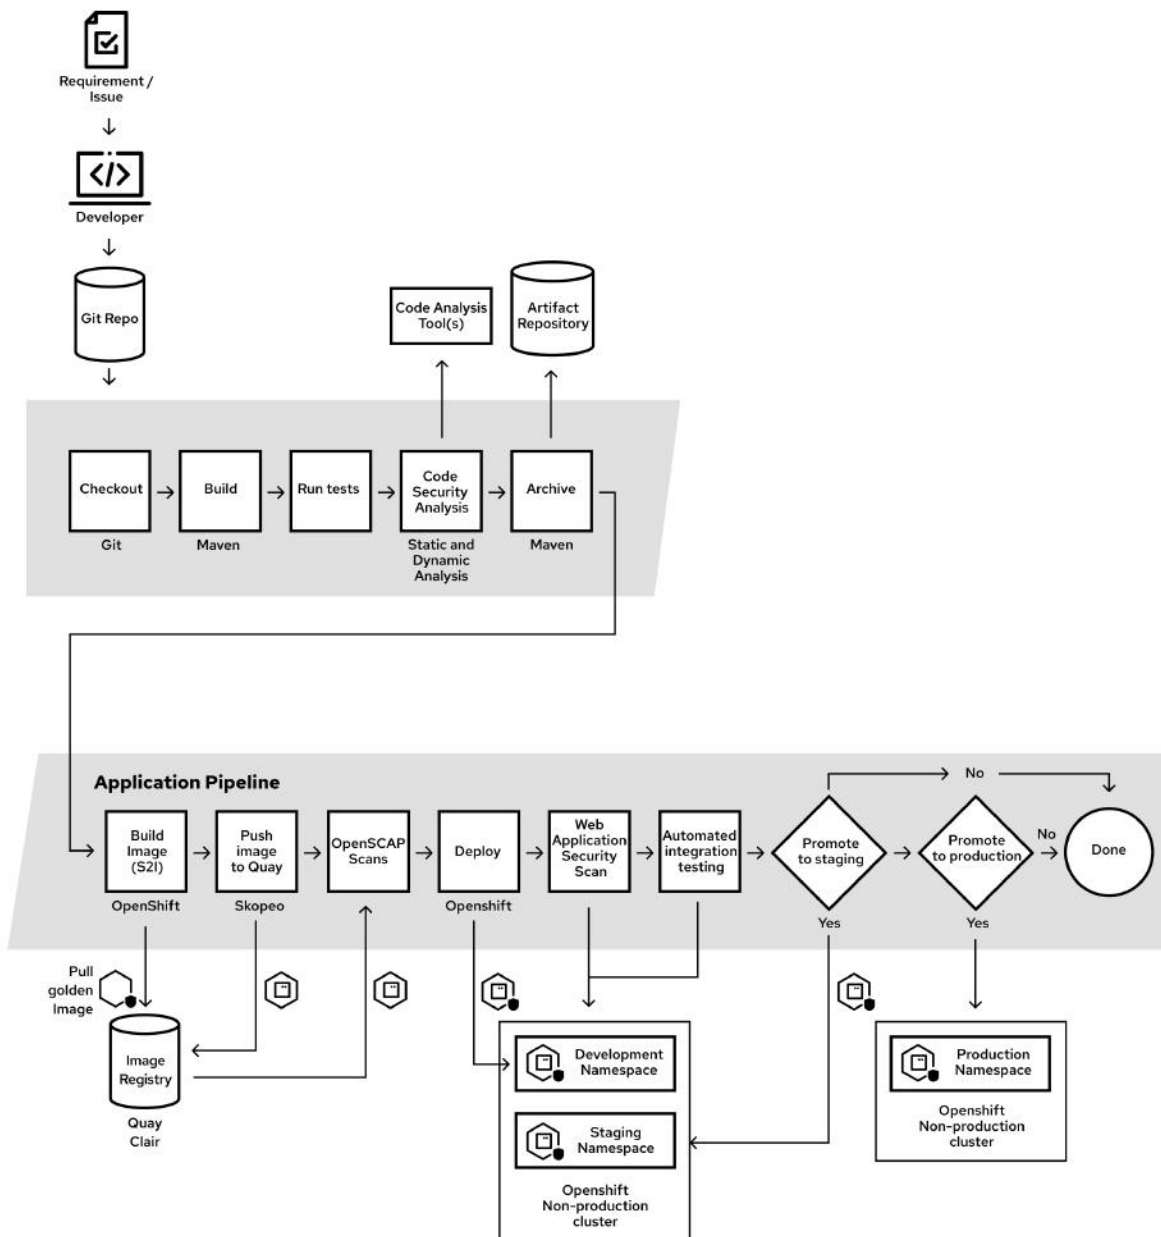 Requirement /
Issue
Developer
Git Repo
Code Analysis
Tool(s)
Artifact
Repository
Checkout
Build
Run tests
Code
Security
Analysis
Archive
Git
Maven
Static and
Dynamic
Analysis
Maven
Application Pipeline
No
Build
Image
(S2I)
Push
image
to Quay
OpenSCAP
Scans
Deploy
Web
Application
Security
Scan
Automated
integration
testing
Promote
to staging
Promote
to production
No
Done
OpenShift
Skopeo
Openshift
Yes
Yes
Pull
golden
Image
Image
Registry
Quay
Clair
Development
Namespace
Staging
Namespace
Openshift
Non-production
cluster
Production
Namespace
Openshift
Non-production
cluster